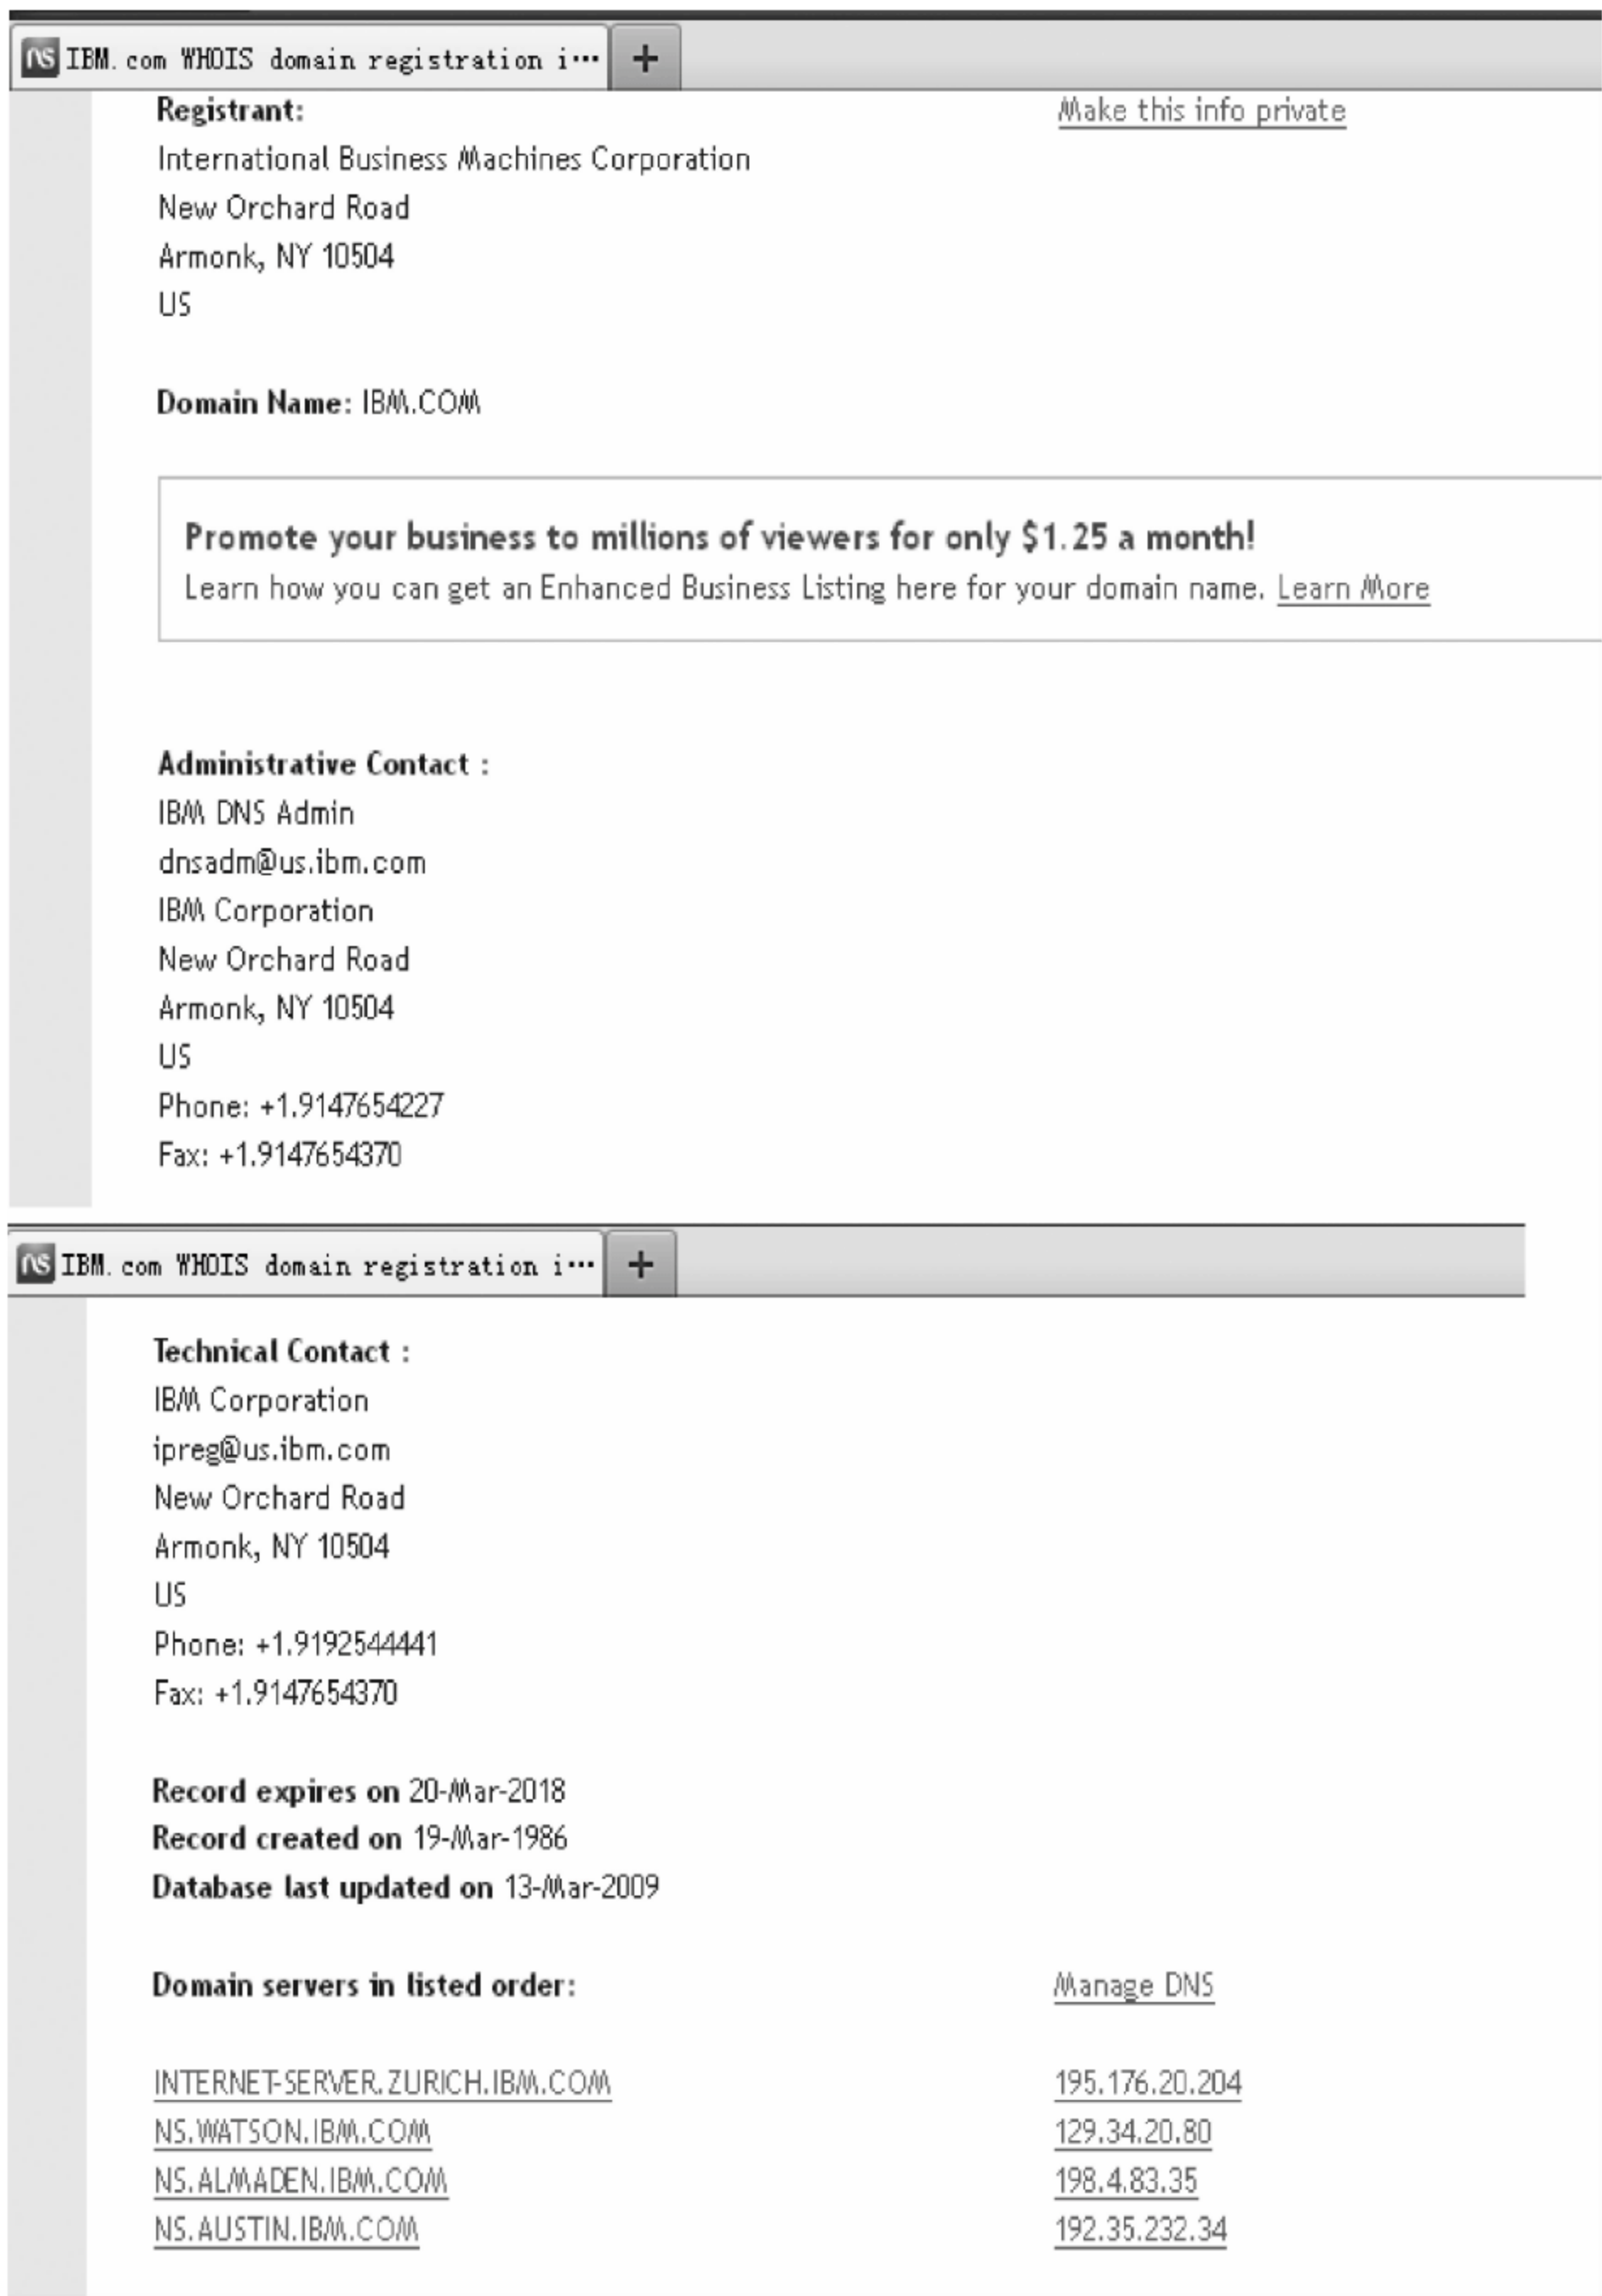 ns IBM.com WHOIS domain registration i... +
Registrant: Make this info private
International Business Machines Corporation
New Orchard Road
Armonk, NY 10504
US
Domain Name: IBM.COM
Promote your business to millions of viewers for only $1.25 a month!
Learn how you can get an Enhanced Business Listing here for your domain name. Learn More
Administrative Contact :
IBM DNS Admin
dnsadm@us.ibm.com
IBM Corporation
New Orchard Road
Armonk, NY 10504
US
Phone: +1.9147654227
Fax: +1.9147654370
ns IBM.com WHOIS domain registration i... +
Technical Contact :
IBM Corporation
ipreg@us.ibm.com
New Orchard Road
Armonk, NY 10504
US
Phone: +1.9192544441
Fax: +1.9147654370
Record expires on 20-Mar-2018
Record created on 19-Mar-1986
Database last updated on 13-Mar-2009
Domain servers in listed order: Manage DNS
INTERNET-SERVER.ZURICH.IBM.COM 195.176.20.204
NS.WATSON.IBM.COM 129.34.20.80
NS.ALMADEN.IBM.COM 198.4.83.35
NS.AUSTIN.IBM.COM 192.35.232.34